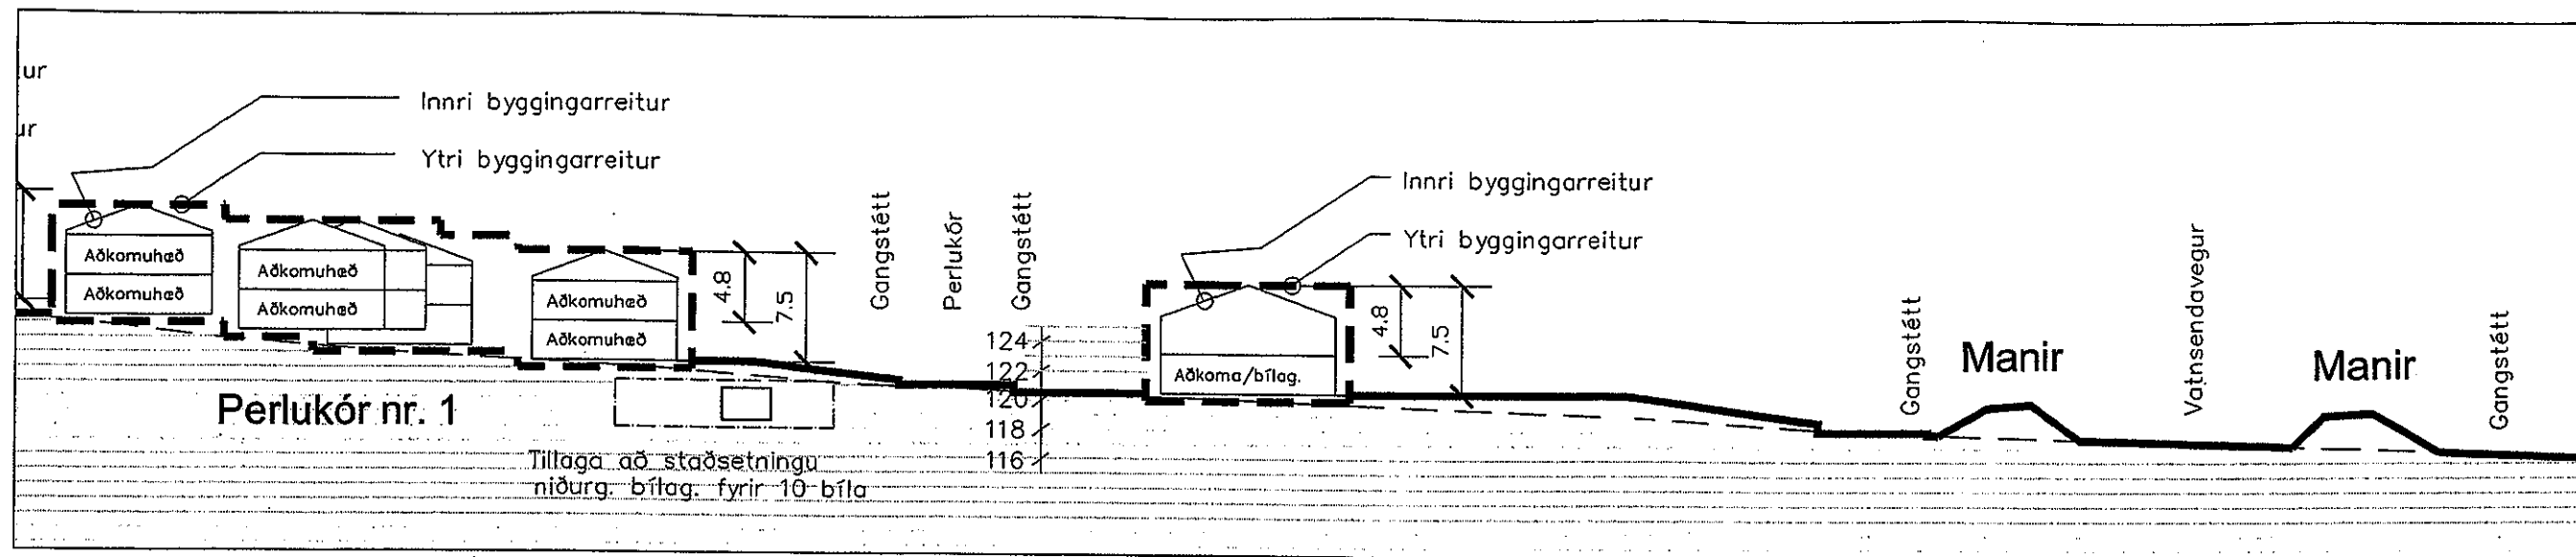 ur
ur
Innri byggingarreitur
Ytri byggingarreitur
Aðkomuhæð
Aðkomuhæð
Aðkomuhæð
Aðkomuhæð
Aðkomuhæð
Aðkomuhæð
4.8
7.5
Gangstétt
Perlukór
Gangstétt
124
122
120
118
116
Perlukór nr. 1
Tillaga að staðsetningu
niðurg. bílag. fyrir 10 bíla
Innri byggingarreitur
Ytri byggingarreitur
Aðkoma/bílag.
4.8
7.5
Gangstétt
Manir
Vatnsendavegur
Manir
Gangstétt